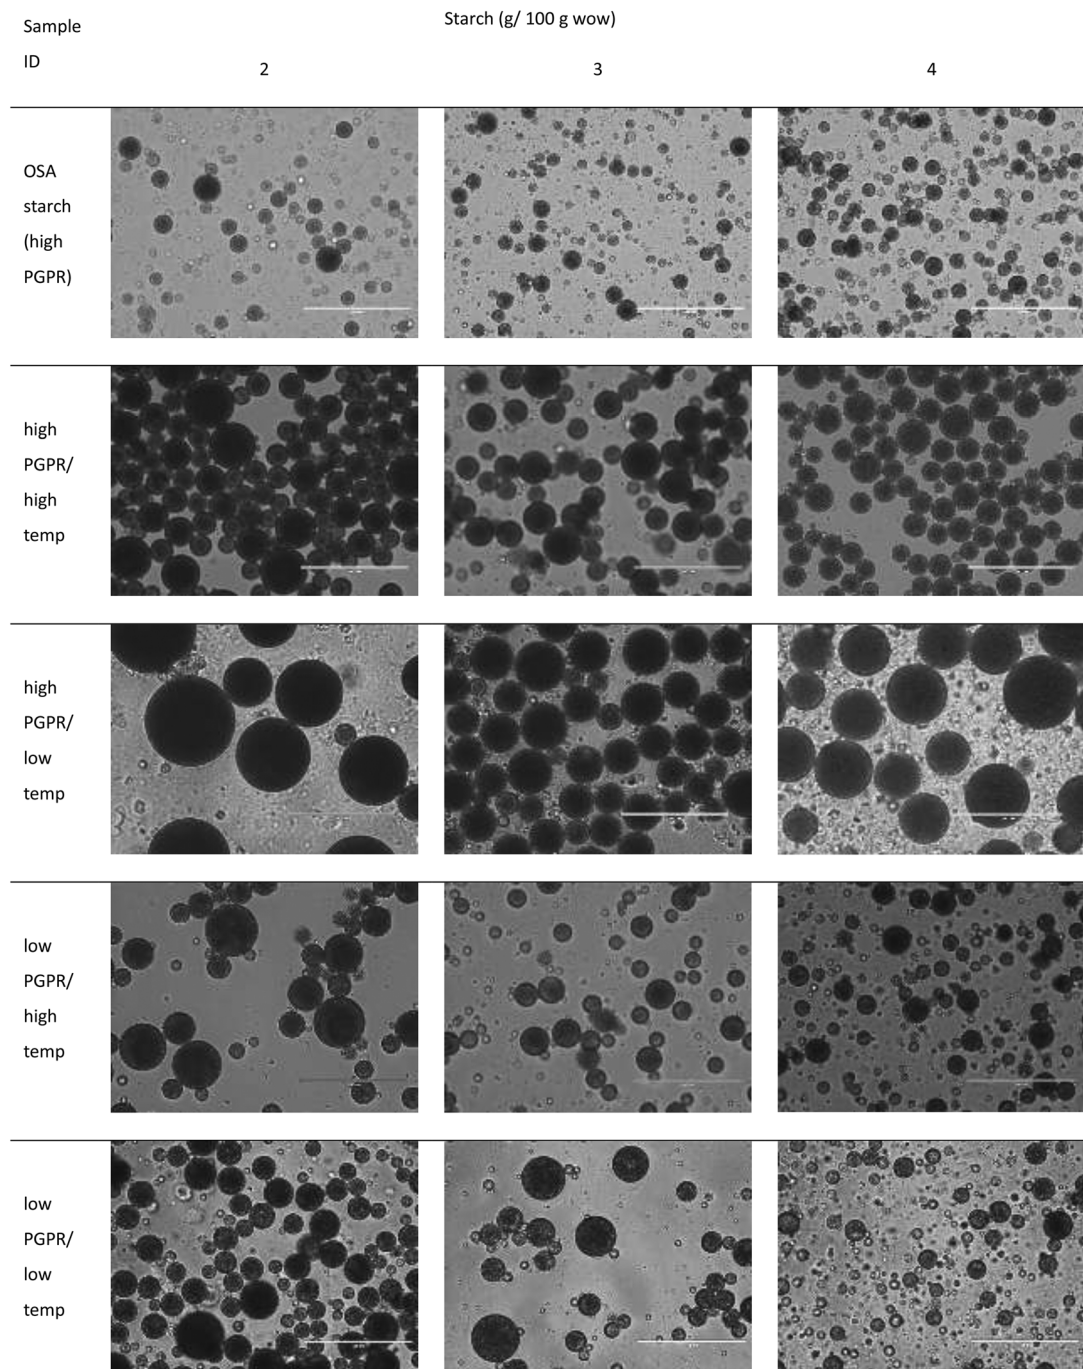 Sample
ID
Starch (g/ 100 g wow)
2
3
4
OSA
starch
(high
PGPR)
high
PGPR/
high
temp
high
PGPR/
low
temp
low
PGPR/
high
temp
low
PGPR/
low
temp